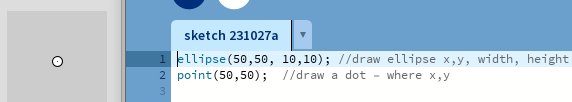 sketch 231027a
1 ellipse(50,50, 10,10); //draw ellipse x,y, width, height
2 point(50,50);  //draw a dot – where x,y
3